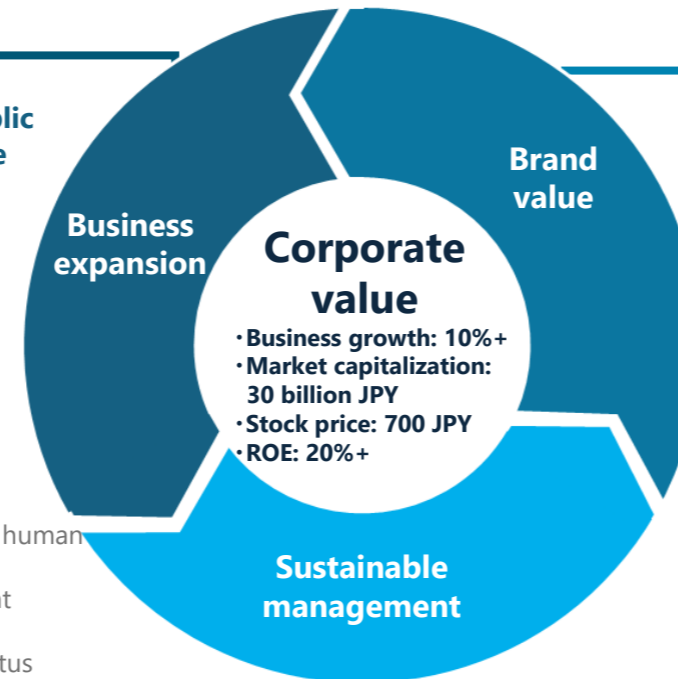 Business
expansion
Brand
value
Corporate
value
・Business growth: 10%+
・Market capitalization:
30 billion JPY
・Stock price: 700 JPY
・ROE: 20%+
human
Sustainable
management